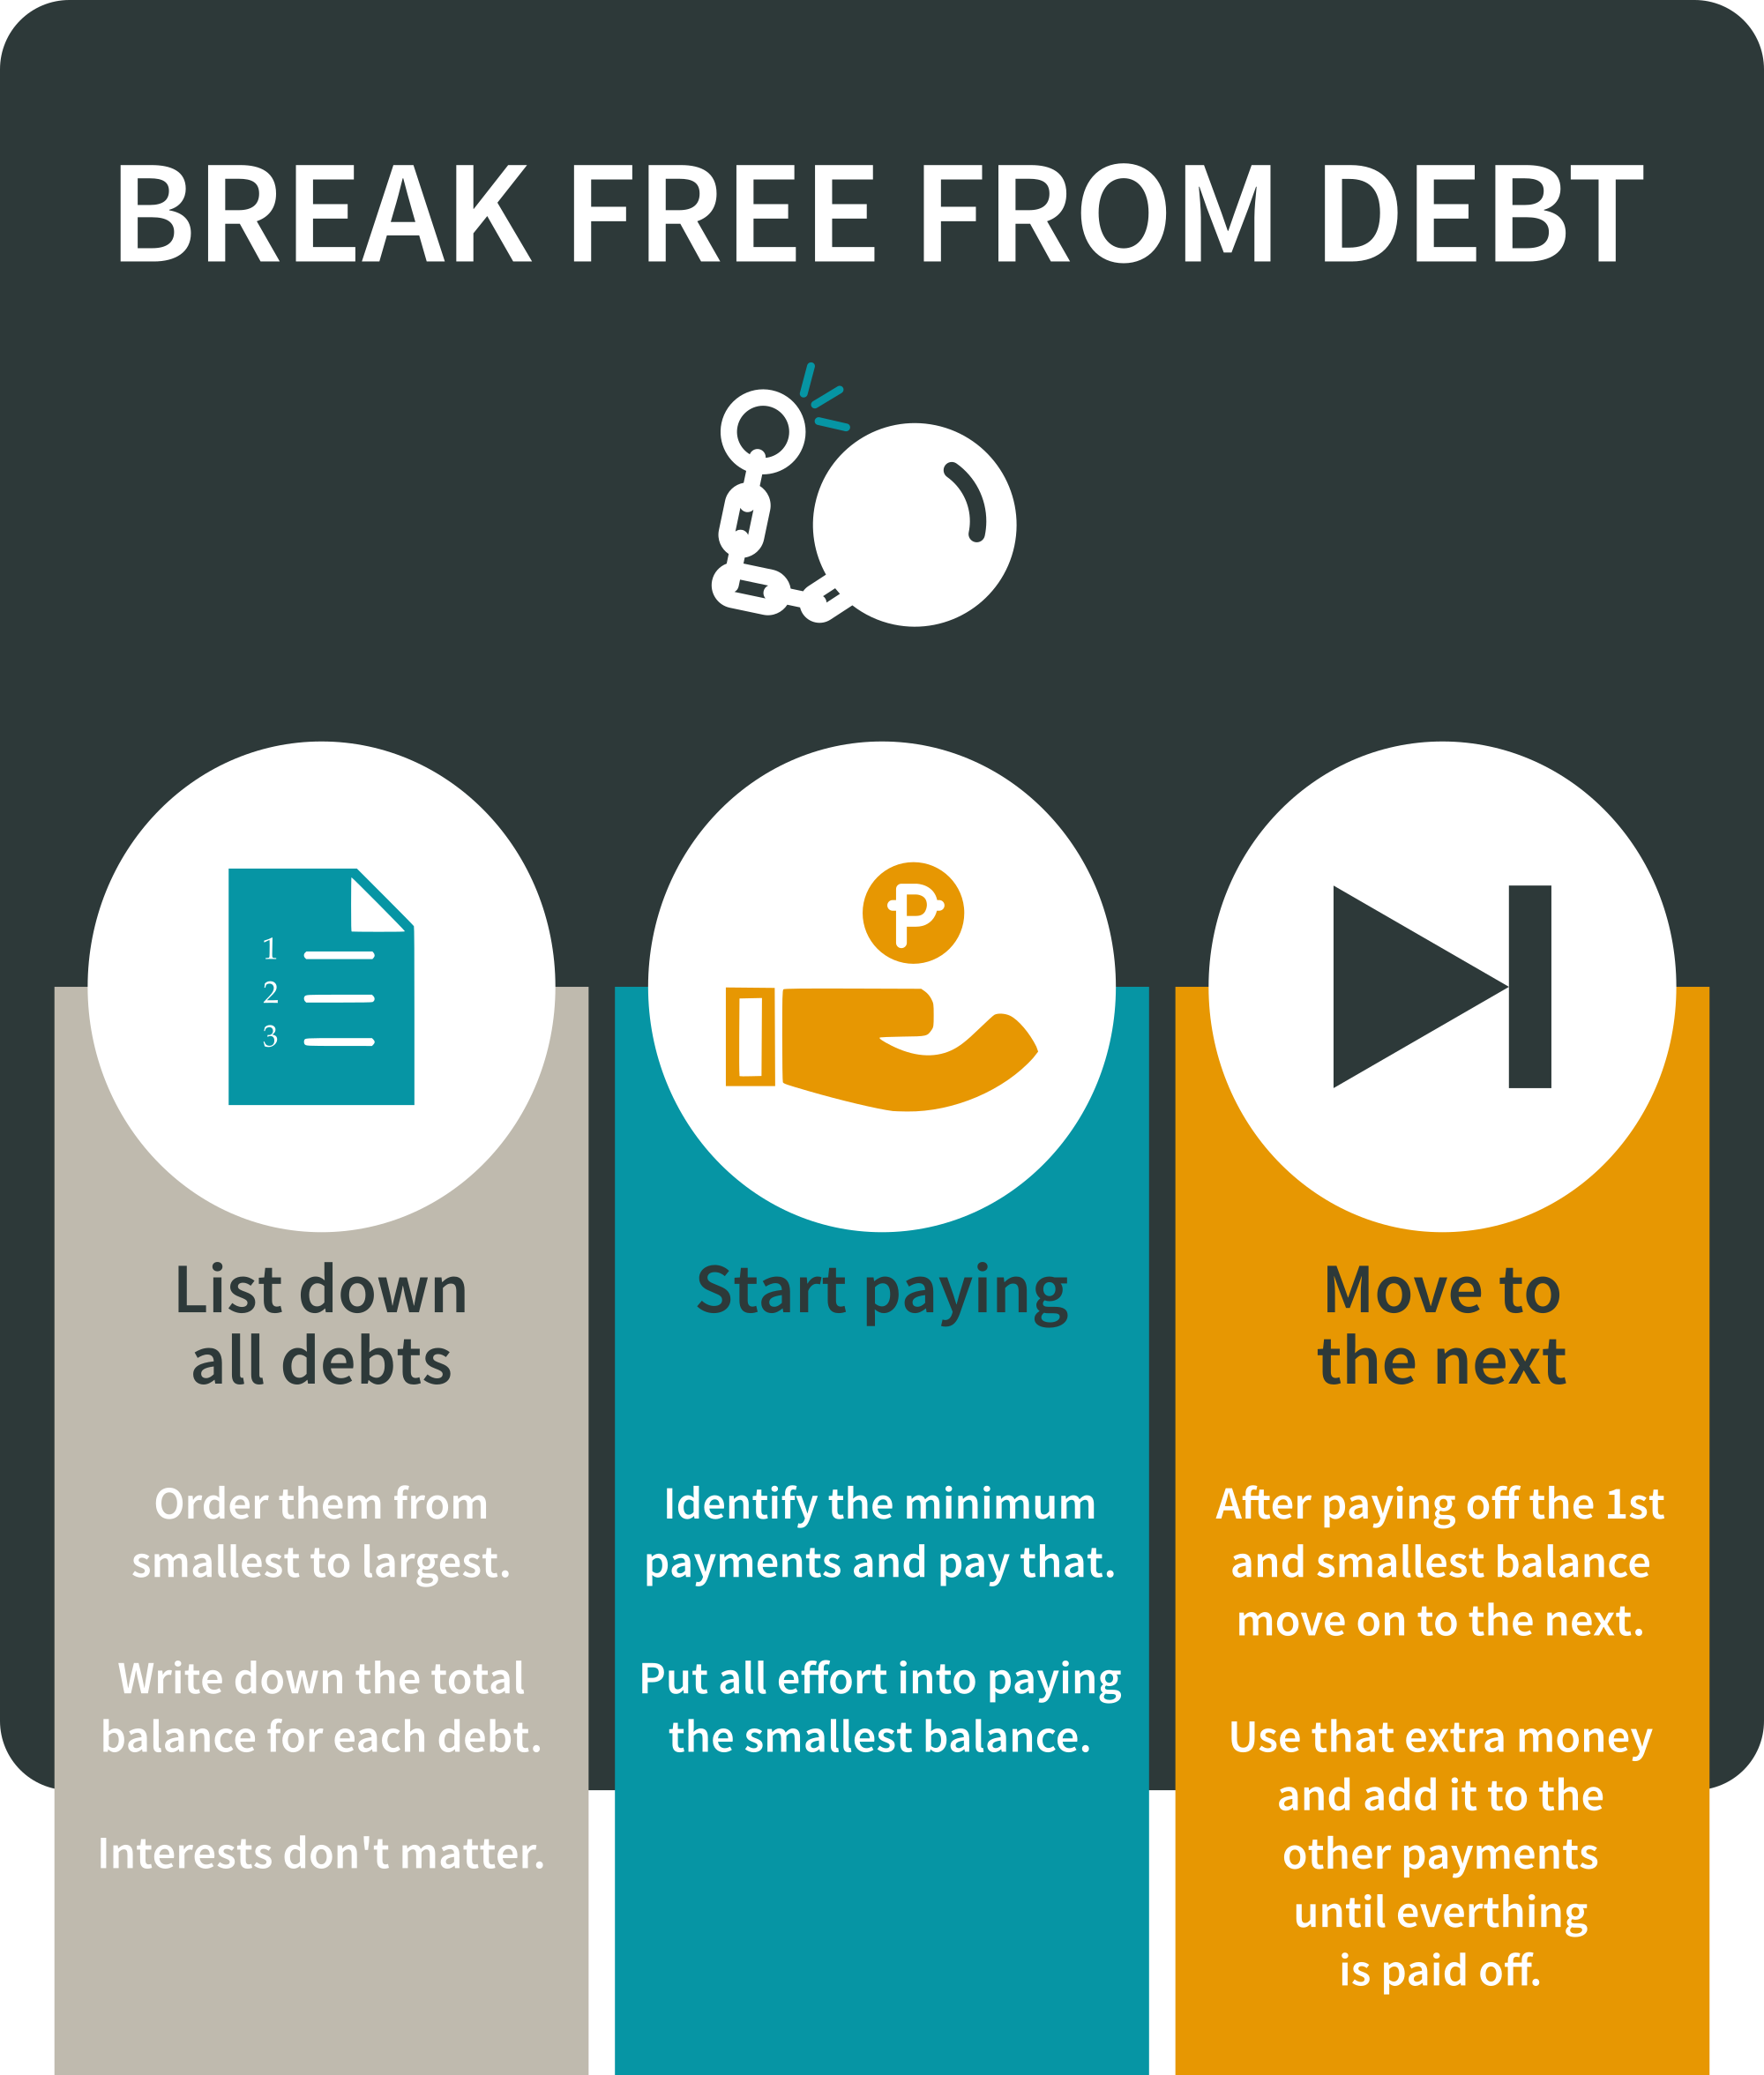 BREAK FREE FROM DEBT
1
2
3
P
List down
all debts
Order them from
smallest to largest.
Write down the total
balance for each debt.
Interests don't matter.
Start paying
Identify the minimum
payments and pay that.
Put all effort into paying
the smallest balance.
Move to
the next
After paying off the 1st
and smallest balance
move on to the next.
Use that extra money
and add it to the
other payments
until everthing
is paid off.